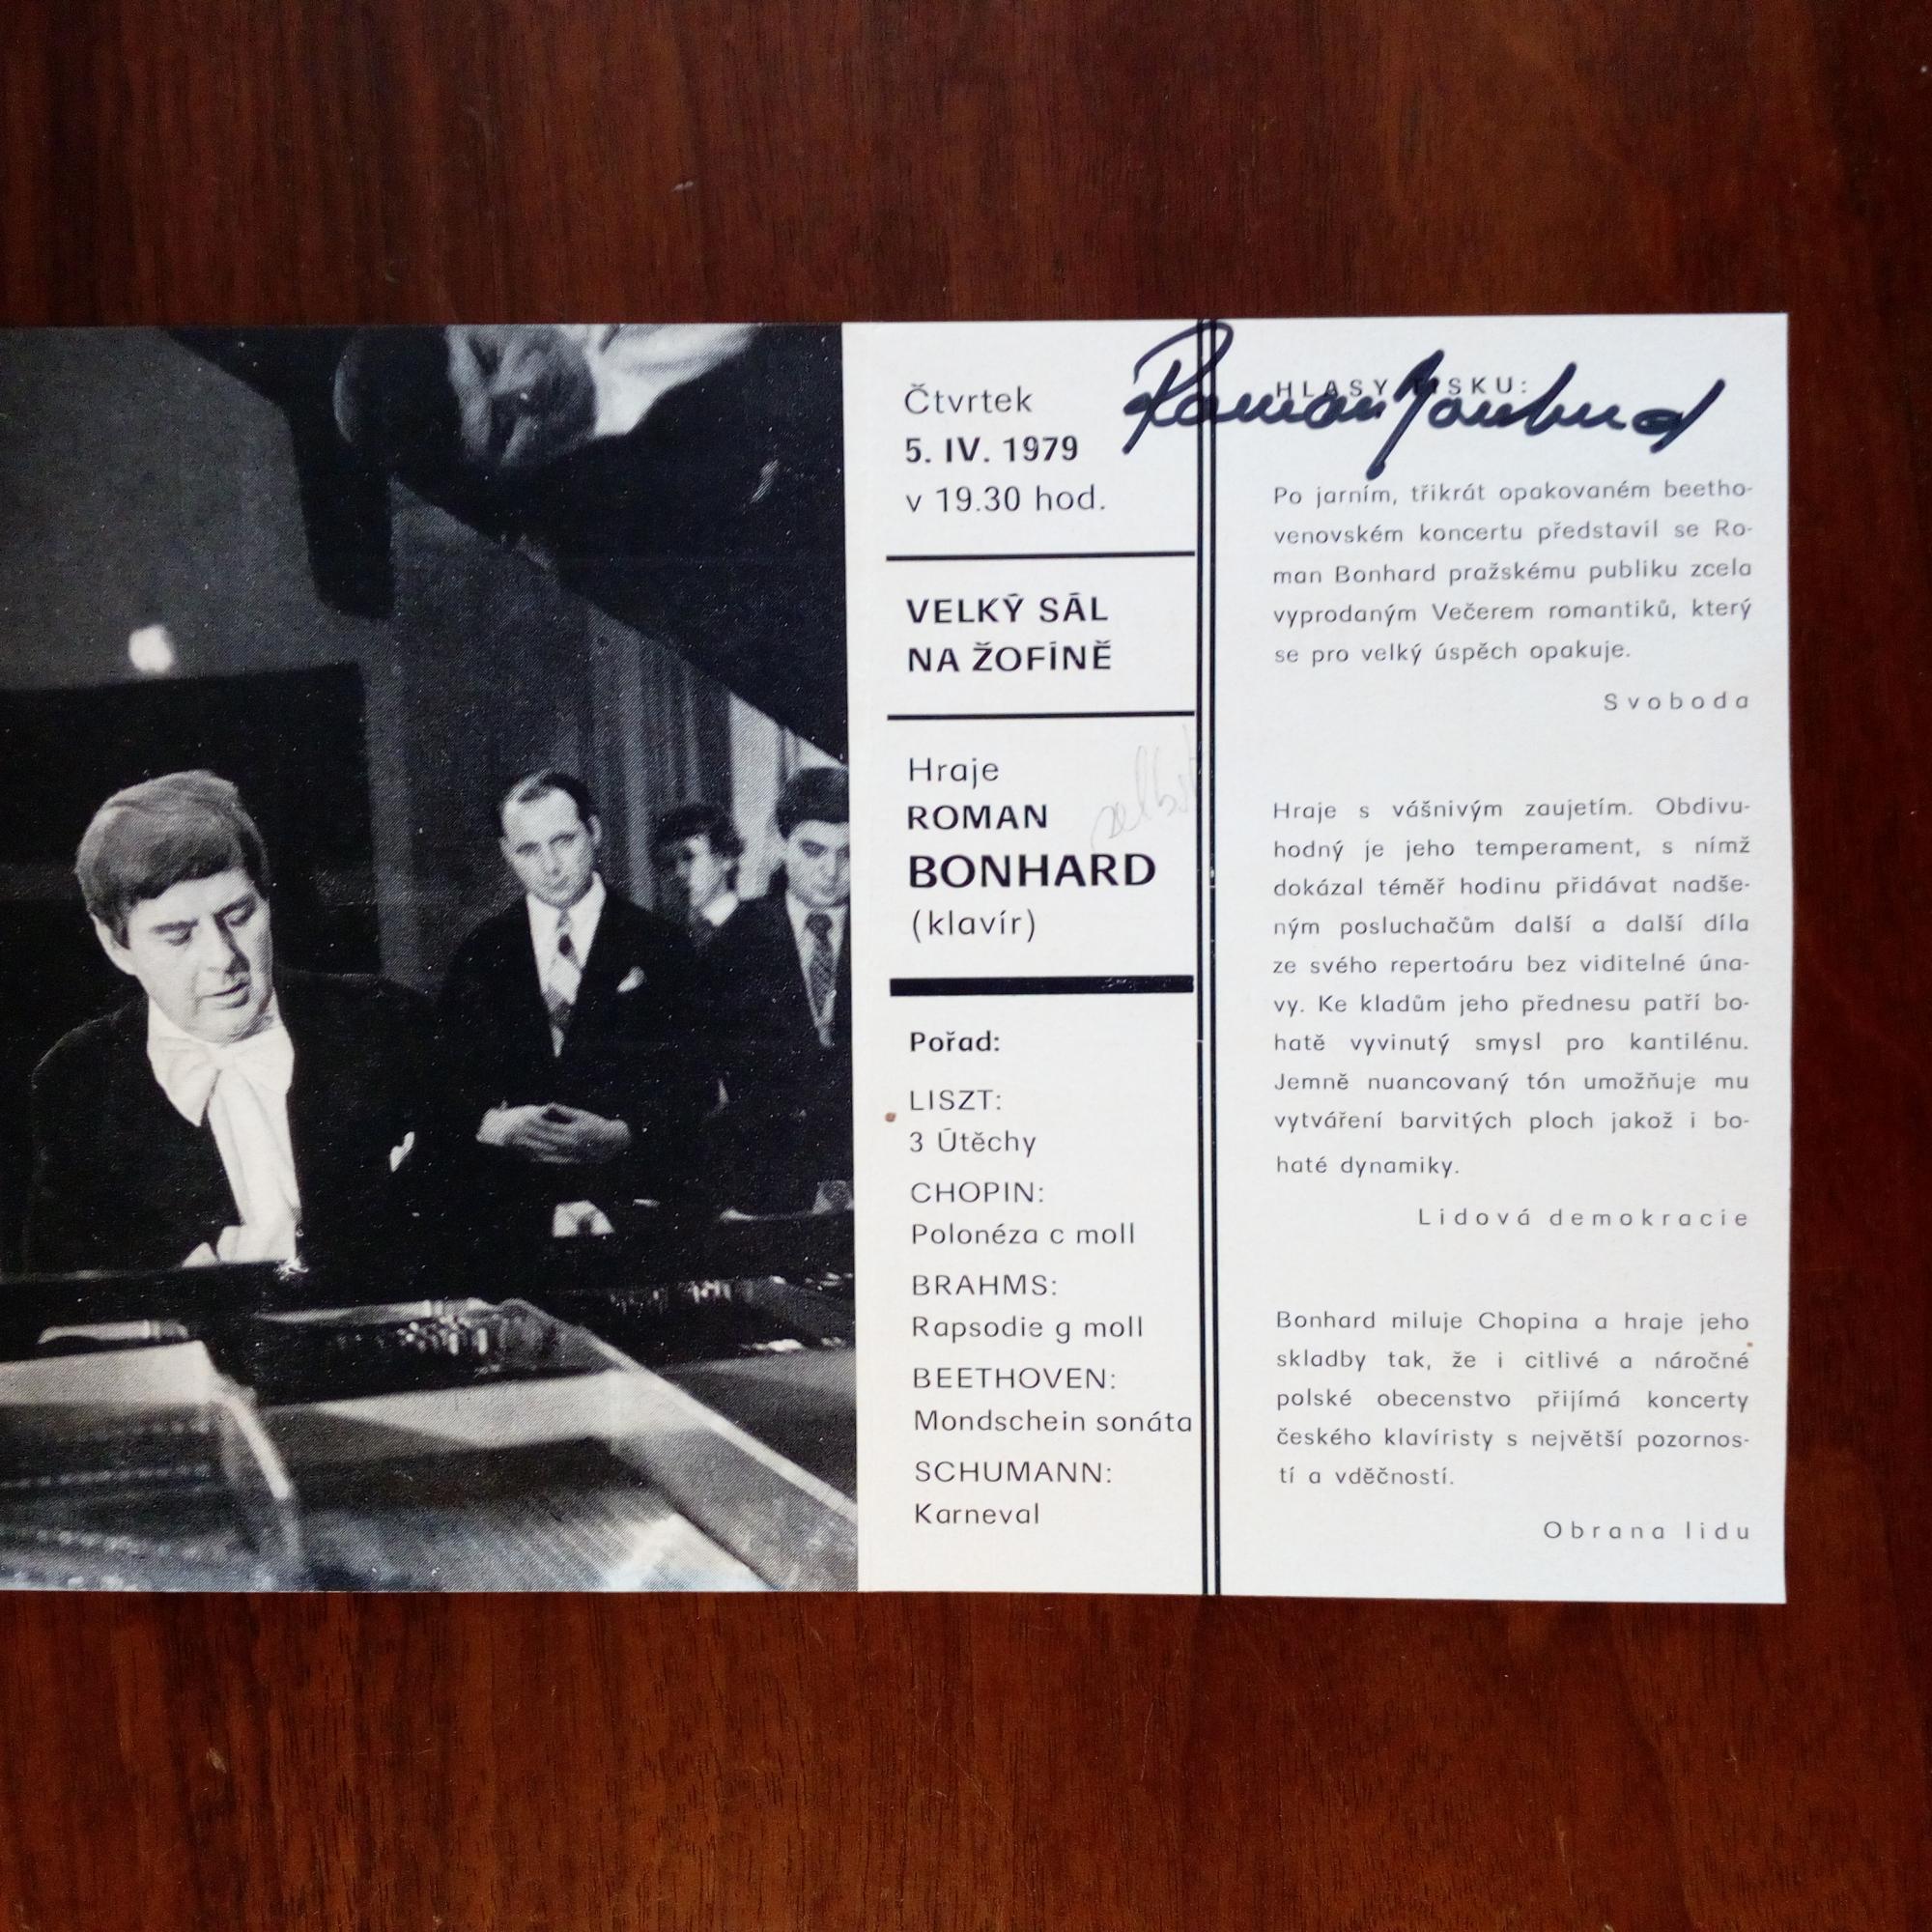 Čtvrtek
5. IV. 1979
v 19.30 hod.
VELKÝ SÁL
NA ŽOFÍNĚ
Hraje
ROMAN
BONHARD
(klavír)
selbst
Pořad:
LISZT:
3 Útěchy
CHOPIN:
Polonéza c moll
BRAHMS:
Rapsodie g moll
BEETHOVEN:
Mondschein sonáta
SCHUMANN:
Karneval
Roman Bonhard
HLASY TISKU:
Po jarním, třikrát opakovaném beetho-
venovském koncertu představil se Ro-
man Bonhard pražskému publiku zcela
vyprodaným Večerem romantiků, který
se pro velký úspěch opakuje.
Svoboda
Hraje s vášnivým zaujetím. Obdivu-
hodný je jeho temperament, s nímž
dokázal téměř hodinu přidávat nadše-
ným posluchačům další a další díla
ze svého repertoáru bez viditelné úna-
vy. Ke kladům jeho přednesu patří bo-
hatě vyvinutý smysl pro kantilénu.
Jemně nuancovaný tón umožňuje mu
vytváření barvitých ploch jakož i bo-
haté dynamiky.
Lidová demokracie
Bonhard miluje Chopina a hraje jeho
skladby tak, že i citlivé a náročné
polské obecenstvo přijímá koncerty
českého klavíristy s největší pozornos-
tí a vděčností.
Obrana lidu